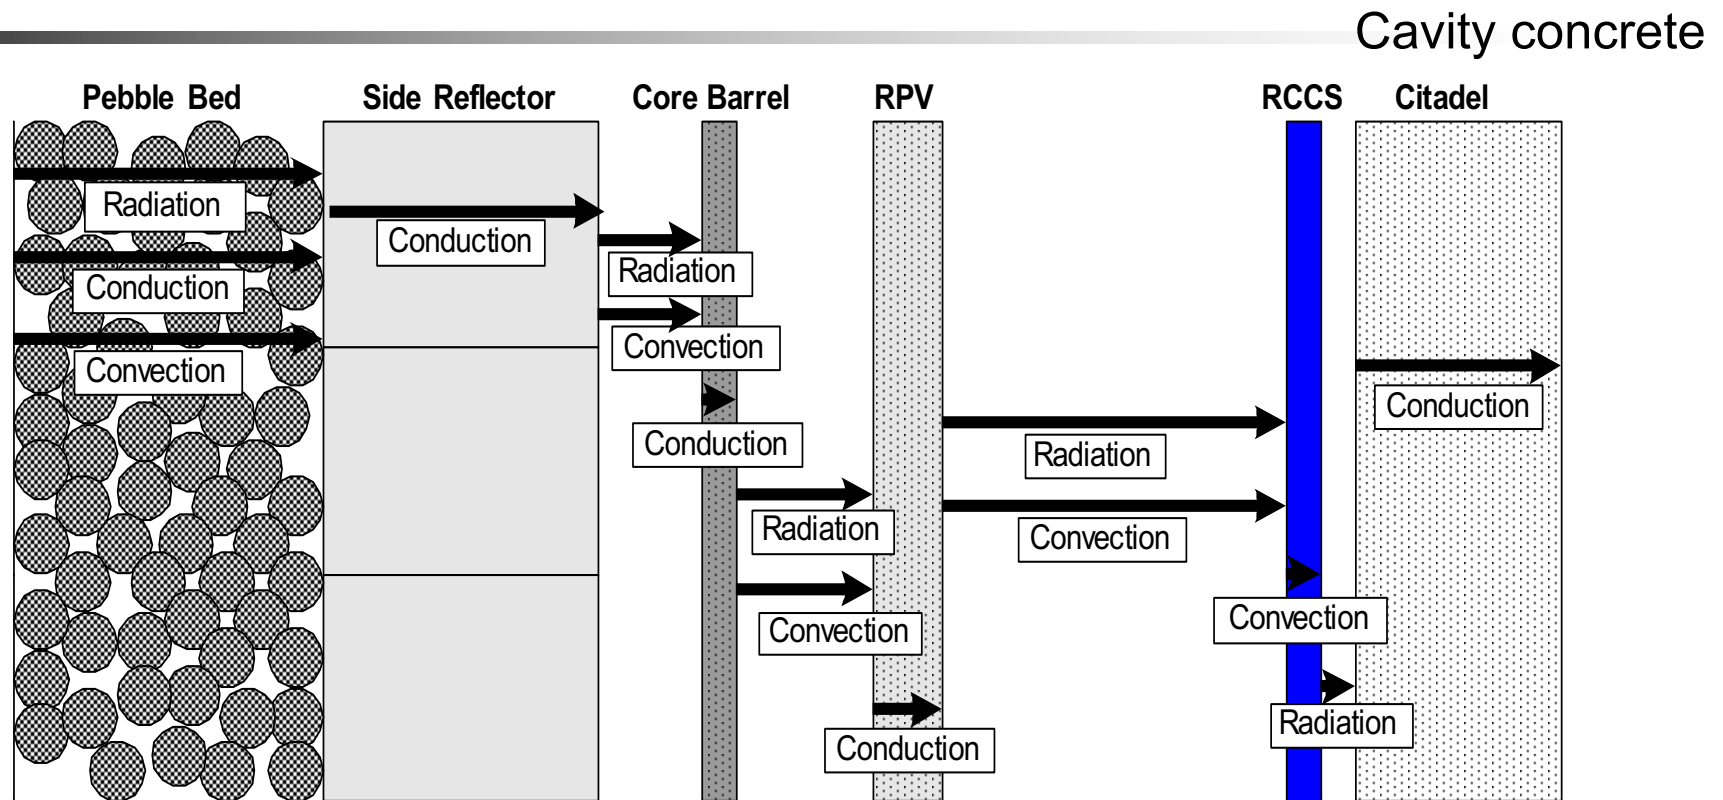 Cavity concrete
Pebble Bed
Side Reflector
Core Barrel
RPV
RCCS
Citadel
Radiation
Conduction
Convection
Conduction
Radiation
Convection
Conduction
Radiation
Convection
Conduction
Radiation
Convection
Convection
Radiation
Conduction